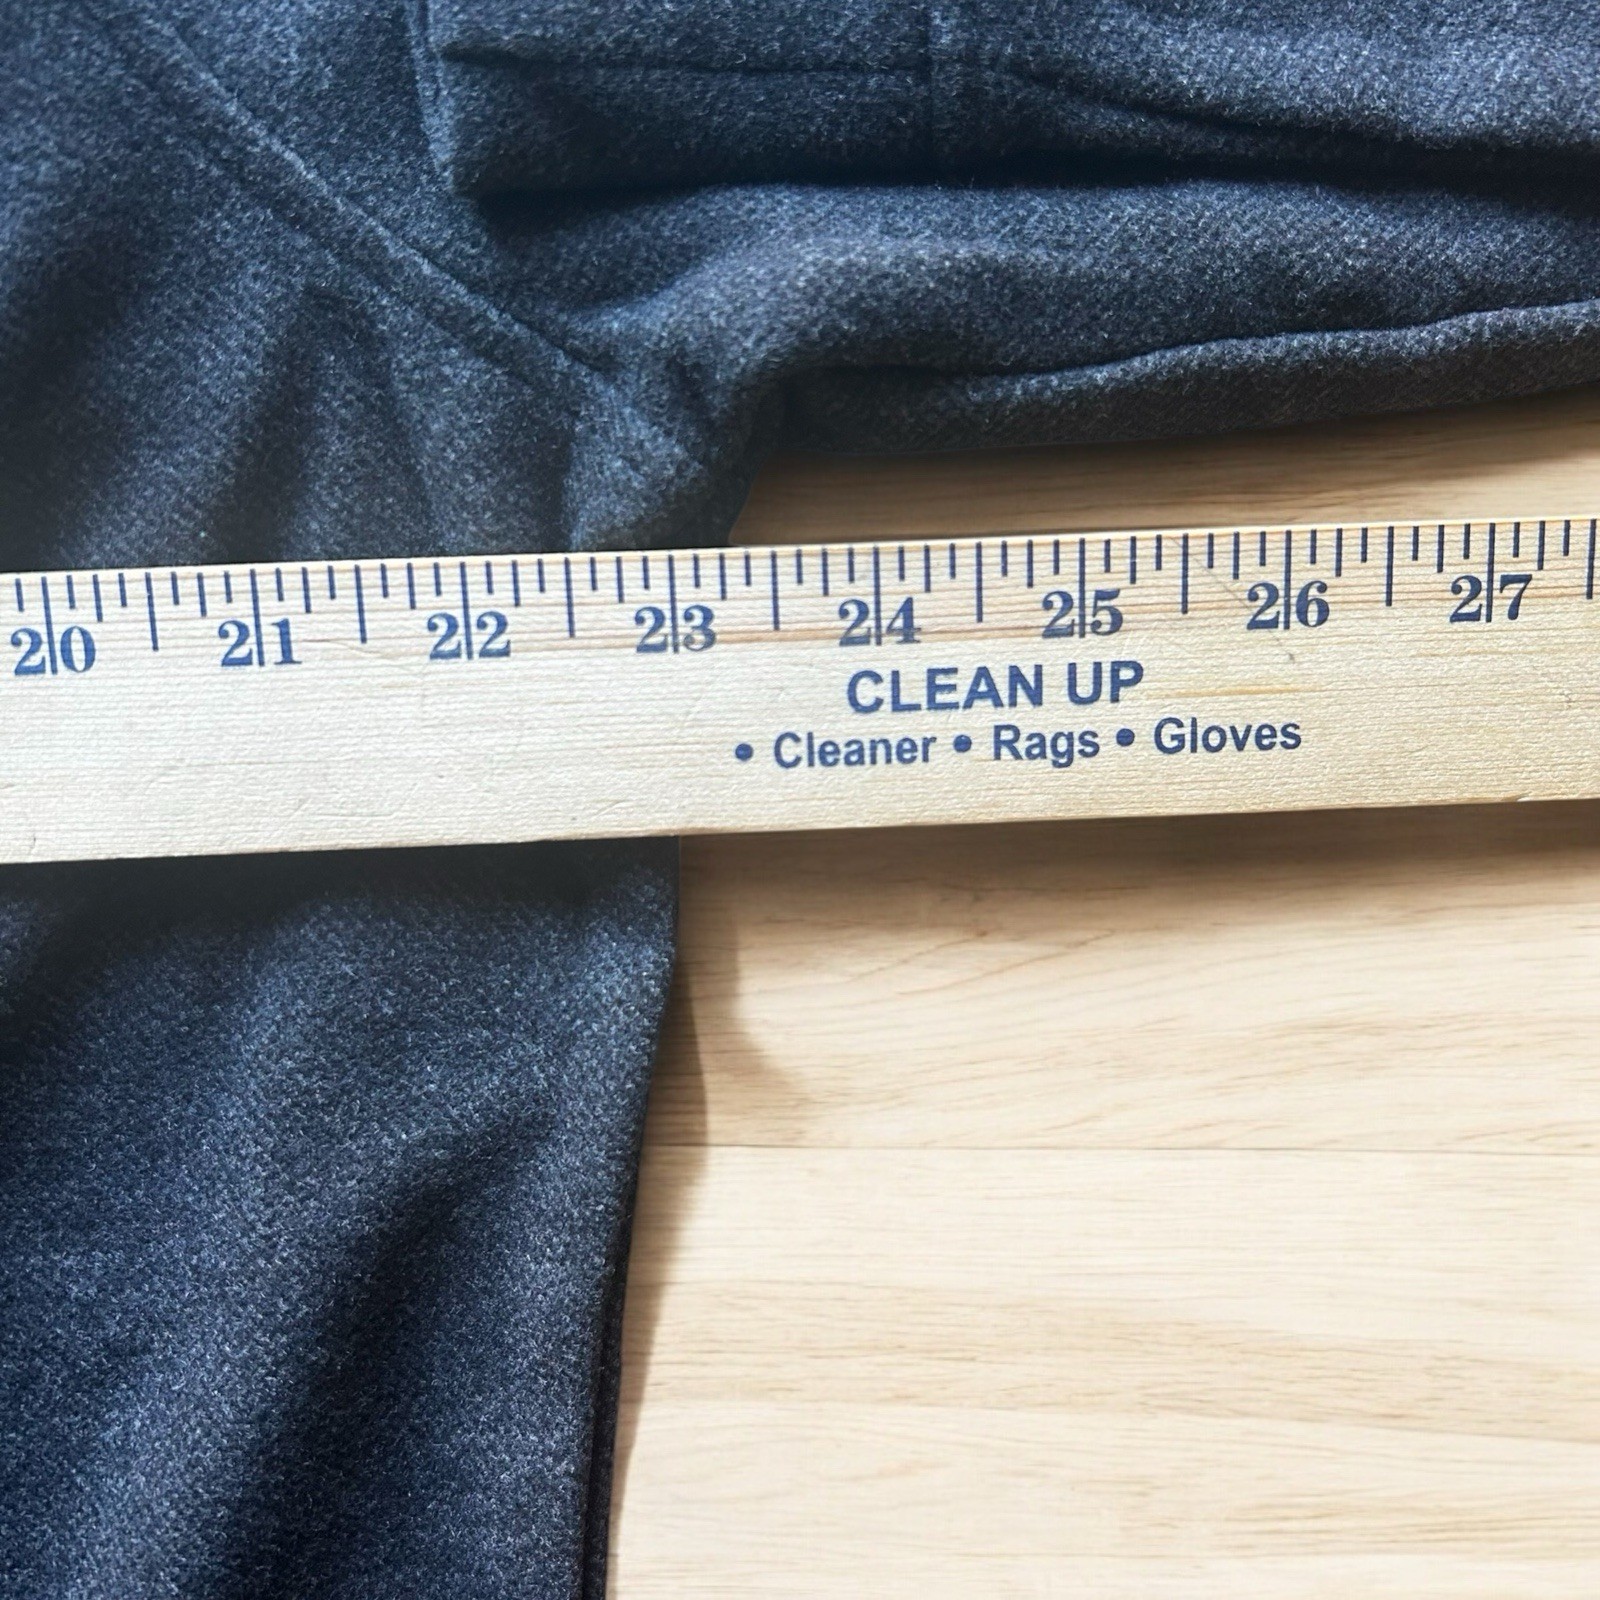 20 21 22 23 24 25 26 27
CLEAN UP
• Cleaner • Rags • Gloves